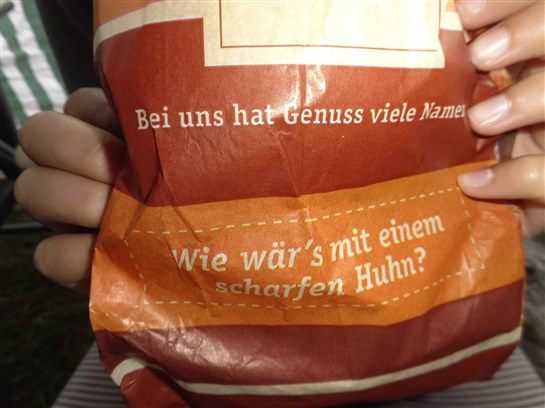 Bei uns hat Genuss viele Namen
Wie wär's mit einem
scharfen Huhn?